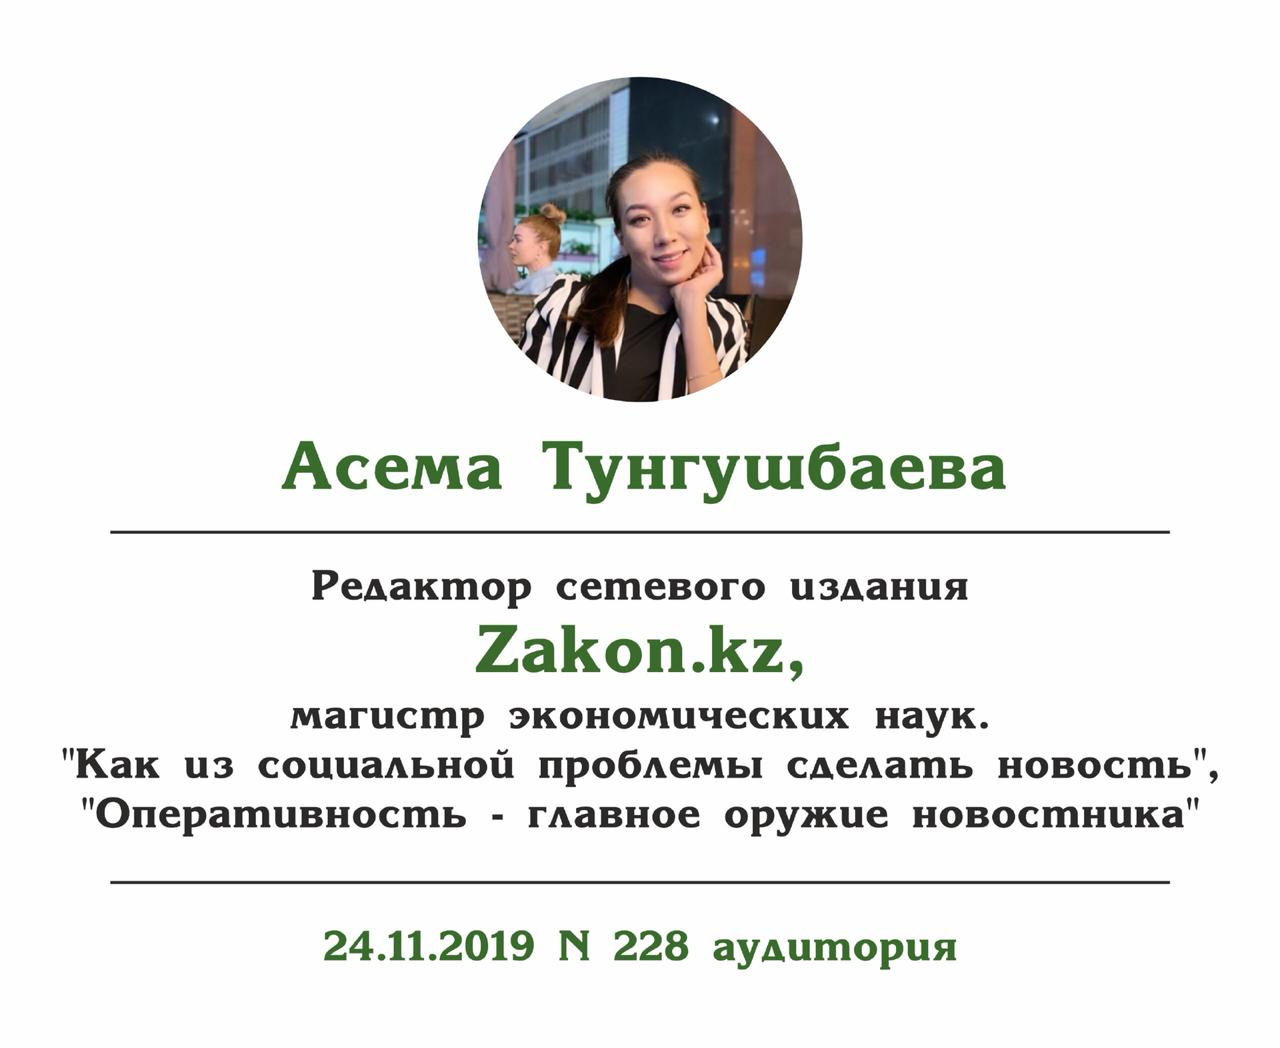 Асема Тунгушбаева
Редактор сетевого издания
Zakon.kz,
магистр экономических наук.
"Как из социальной проблемы сделать новость",
"Оперативность - главное оружие новостника"
24.11.2019 N 228 аудитория